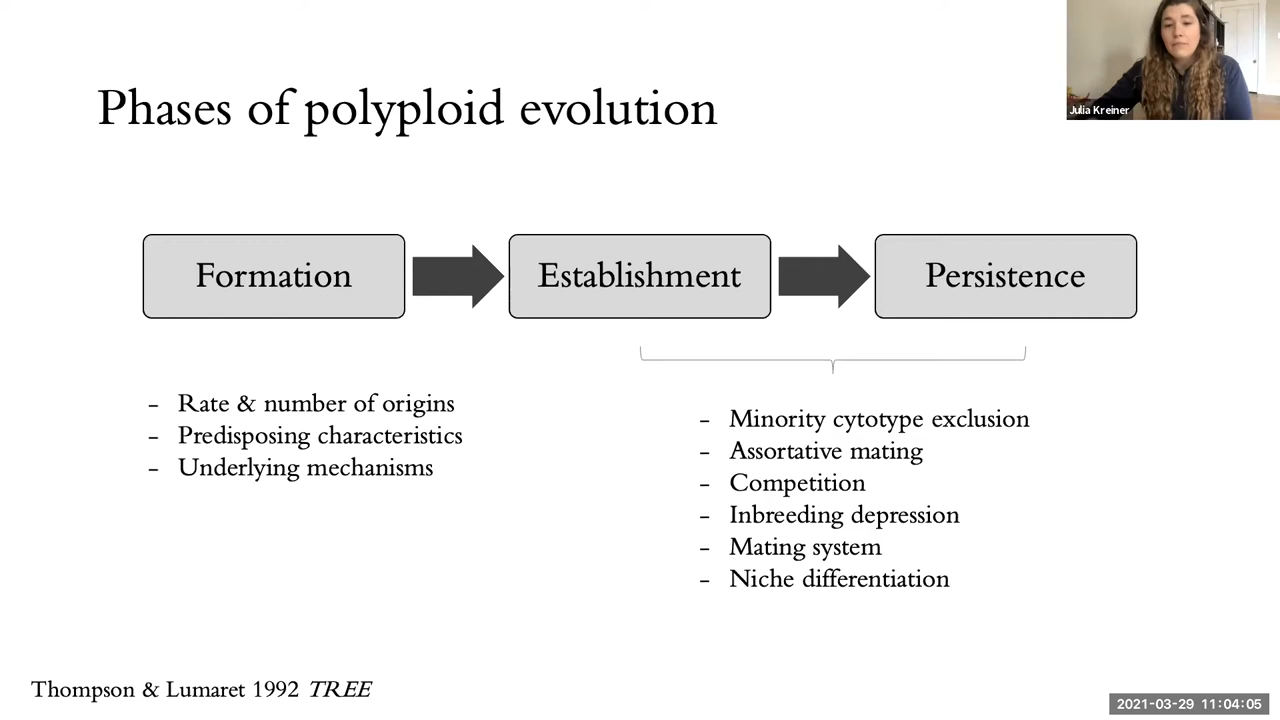 Phases of polyploid evolution
Julia Kreiner
Formation
Establishment
Persistence
- Rate & number of origins
- Predisposing characteristics
- Underlying mechanisms
- Minority cytotype exclusion
- Assortative mating
- Competition
- Inbreeding depression
- Mating system
- Niche differentiation
Thompson & Lumaret 1992 TREE
2021-03-29 11:04:05